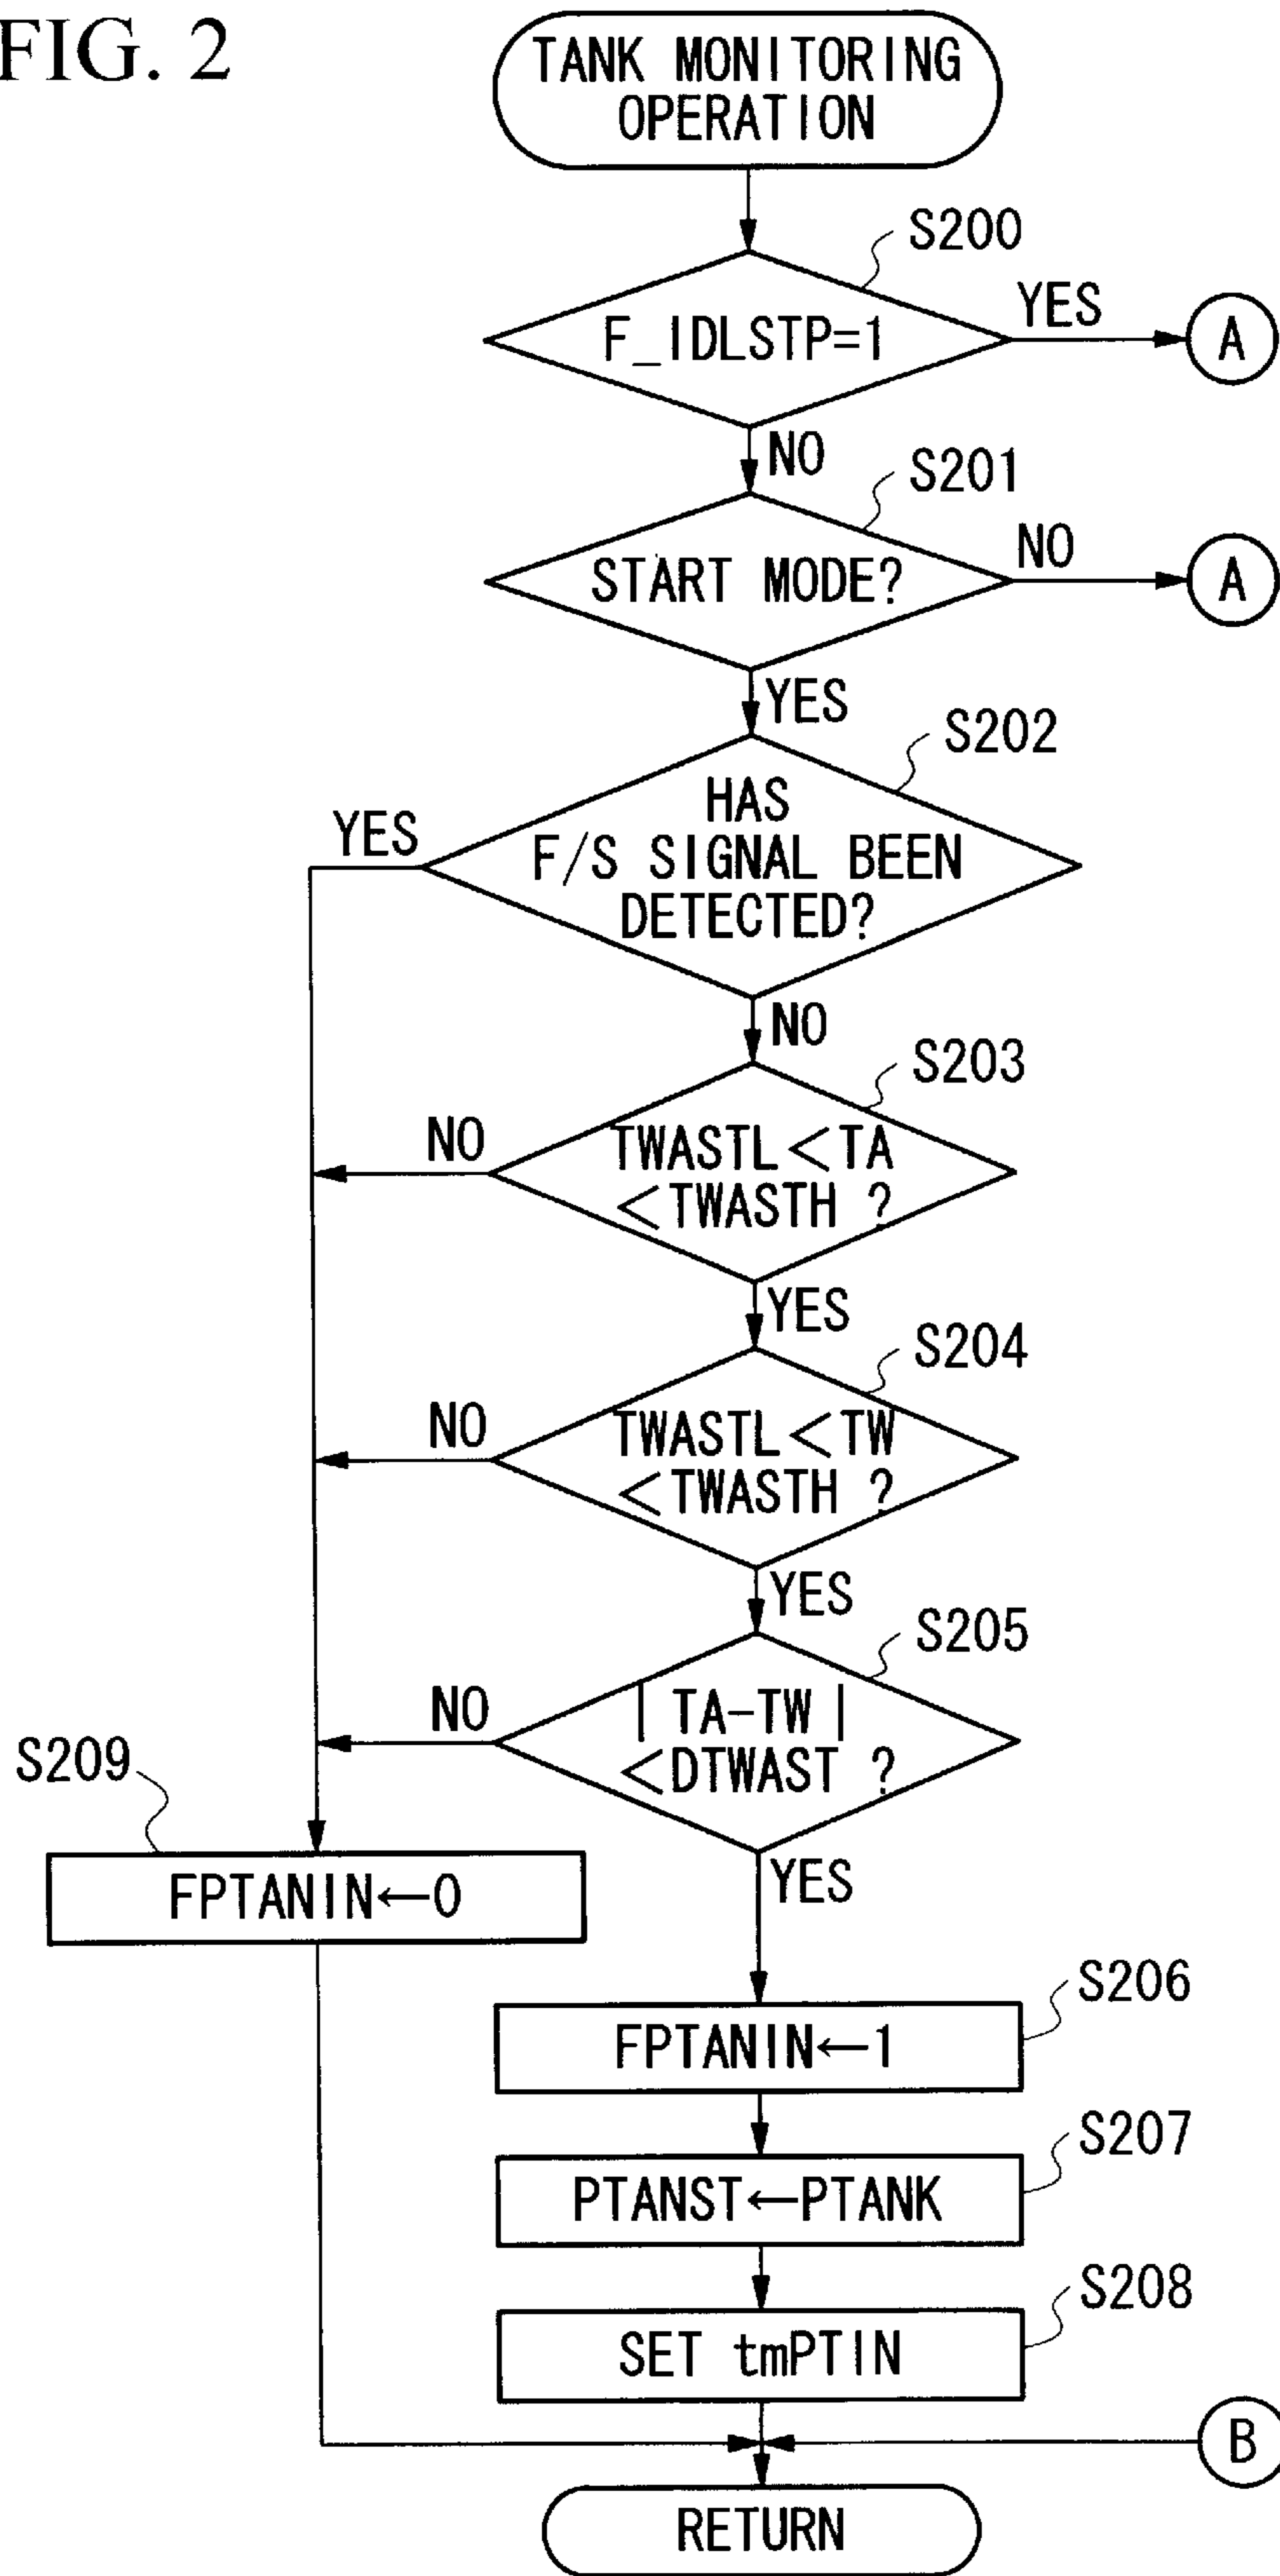 FIG. 2
TANK MONITORING
OPERATION
S200
F_IDLSTP=1
YES
A
NO
S201
START MODE?
NO
A
YES
S202
HAS
F/S SIGNAL BEEN
DETECTED?
YES
NO
S203
TWASTL<TA
<TWASTH ?
NO
YES
S204
TWASTL<TW
<TWASTH ?
NO
YES
S205
| TA-TW |
<DTWAST ?
NO
YES
S209
FPTANIN←0
S206
FPTANIN←1
S207
PTANST←PTANK
S208
SET tmPTIN
B
RETURN